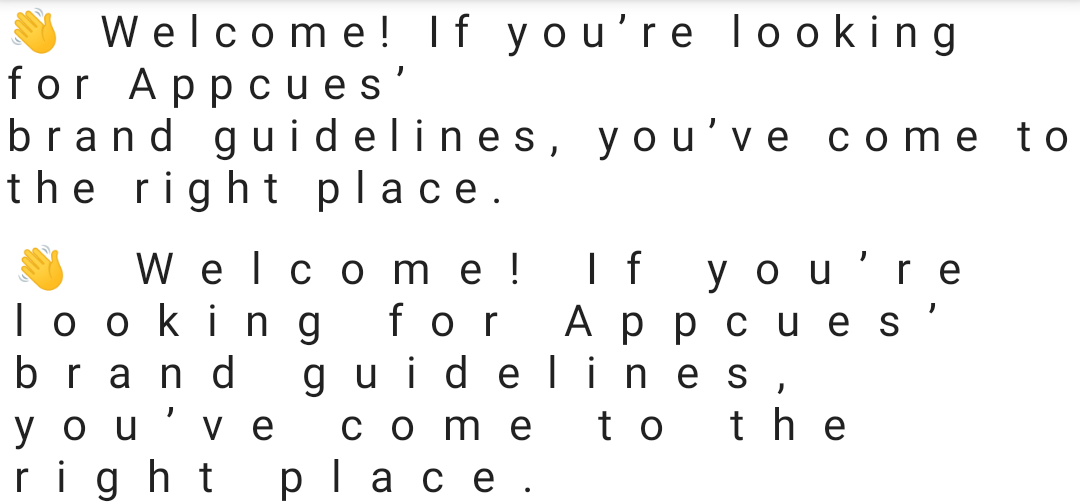 👋 Welcome! If you’re looking
for Appcues’
brand guidelines, you’ve come to
the right place.
👋 Welcome! If you’re
looking for Appcues’
brand guidelines,
you’ve come to the
right place.